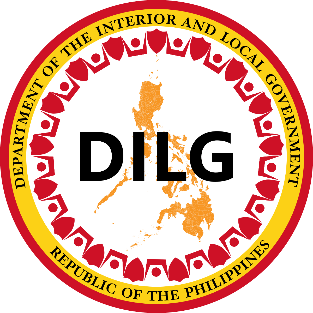 DEPARTMENT OF THE INTERIOR AND LOCAL GOVERNMENT
DILG
REPUBLIC OF THE PHILIPPINES